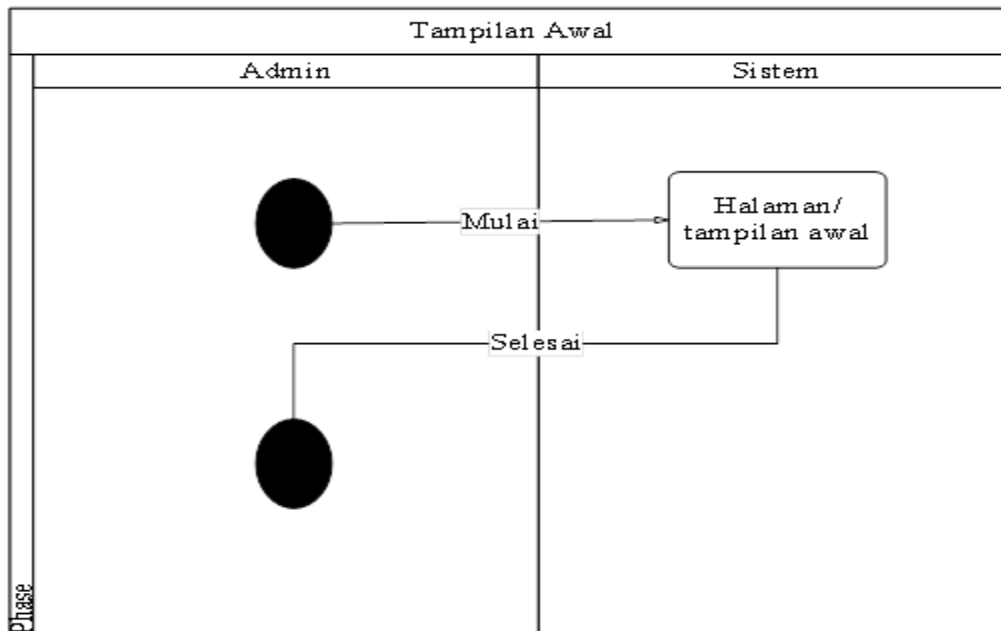 Tampilan Awal
Admin
Sistem
Mulai
Halaman/
tampilan awal
Selesai
Phase